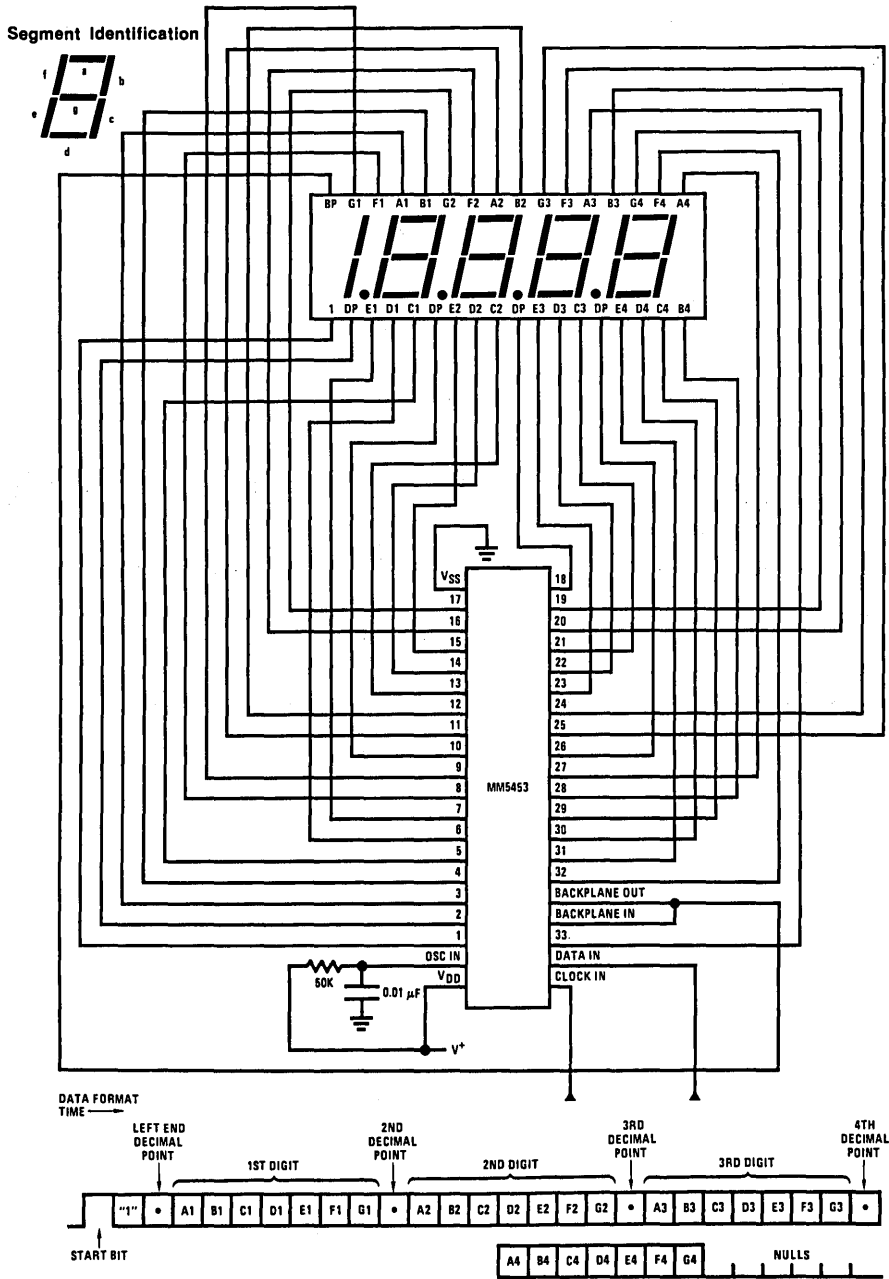 Segment Identification
a
f b
g
e c
d
BP G1 F1 A1 B1 G2 F2 A2 B2 G3 F3 A3 B3 G4 F4 A4
1 DP E1 D1 C1 DP E2 D2 C2 DP E3 D3 C3 DP E4 D4 C4 B4
VSS 18
17 19
16 20
15 21
14 22
13 23
12 24
11 25
10 26
9 27
MM5453
8 28
7 29
6 30
5 31
4 32
3 BACKPLANE OUT
2 BACKPLANE IN
1 33.
OSC IN DATA IN
VDD CLOCK IN
50K
0.01 µF
V+
DATA FORMAT
TIME
LEFT END
DECIMAL
POINT
1ST DIGIT
2ND
DECIMAL
POINT
2ND DIGIT
3RD
DECIMAL
POINT
3RD DIGIT
4TH
DECIMAL
POINT
"1" • A1 B1 C1 D1 E1 F1 G1 • A2 B2 C2 D2 E2 F2 G2 • A3 B3 C3 D3 E3 F3 G3 •
START BIT
A4 B4 C4 D4 E4 F4 G4 NULLS